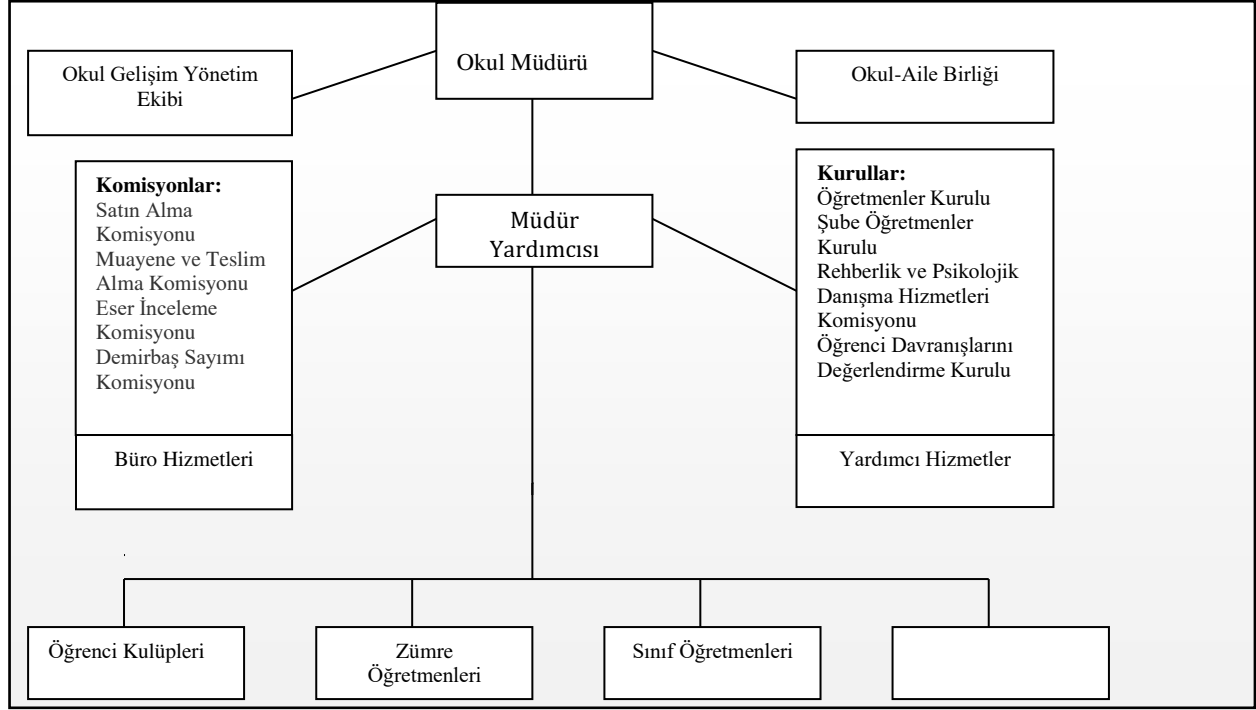 Okul Müdürü
Okul Gelişim Yönetim
Ekibi
Okul-Aile Birliği
Komisyonlar:
Satın Alma
Komisyonu
Muayene ve Teslim
Alma Komisyonu
Eser İnceleme
Komisyonu
Demirbaş Sayımı
Komisyonu
Müdür
Yardımcısı
Kurullar:
Öğretmenler Kurulu
Şube Öğretmenler
Kurulu
Rehberlik ve Psikolojik
Danışma Hizmetleri
Komisyonu
Öğrenci Davranışlarını
Değerlendirme Kurulu
Büro Hizmetleri
Yardımcı Hizmetler
Öğrenci Kulüpleri
Zümre
Öğretmenleri
Sınıf Öğretmenleri